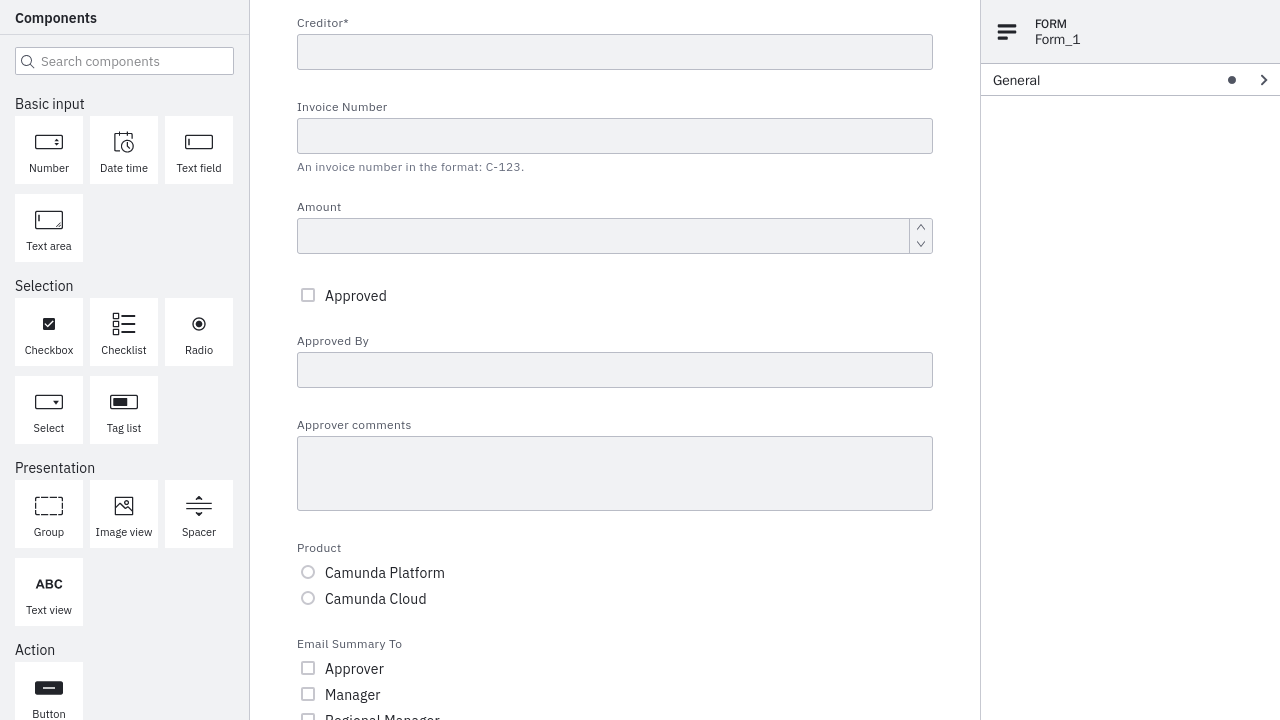 Components
Search components
Basic input
Number
Date time
Text field
Text area
Selection
Checkbox
Checklist
Radio
Select
Tag list
Presentation
Group
Image view
Spacer
ABC
Text view
Action
Button
Creditor*
Invoice Number
An invoice number in the format: C-123.
Amount
Approved
Approved By
Approver comments
Product
Camunda Platform
Camunda Cloud
Email Summary To
Approver
Manager
Regional Manager
FORM
Form_1
General